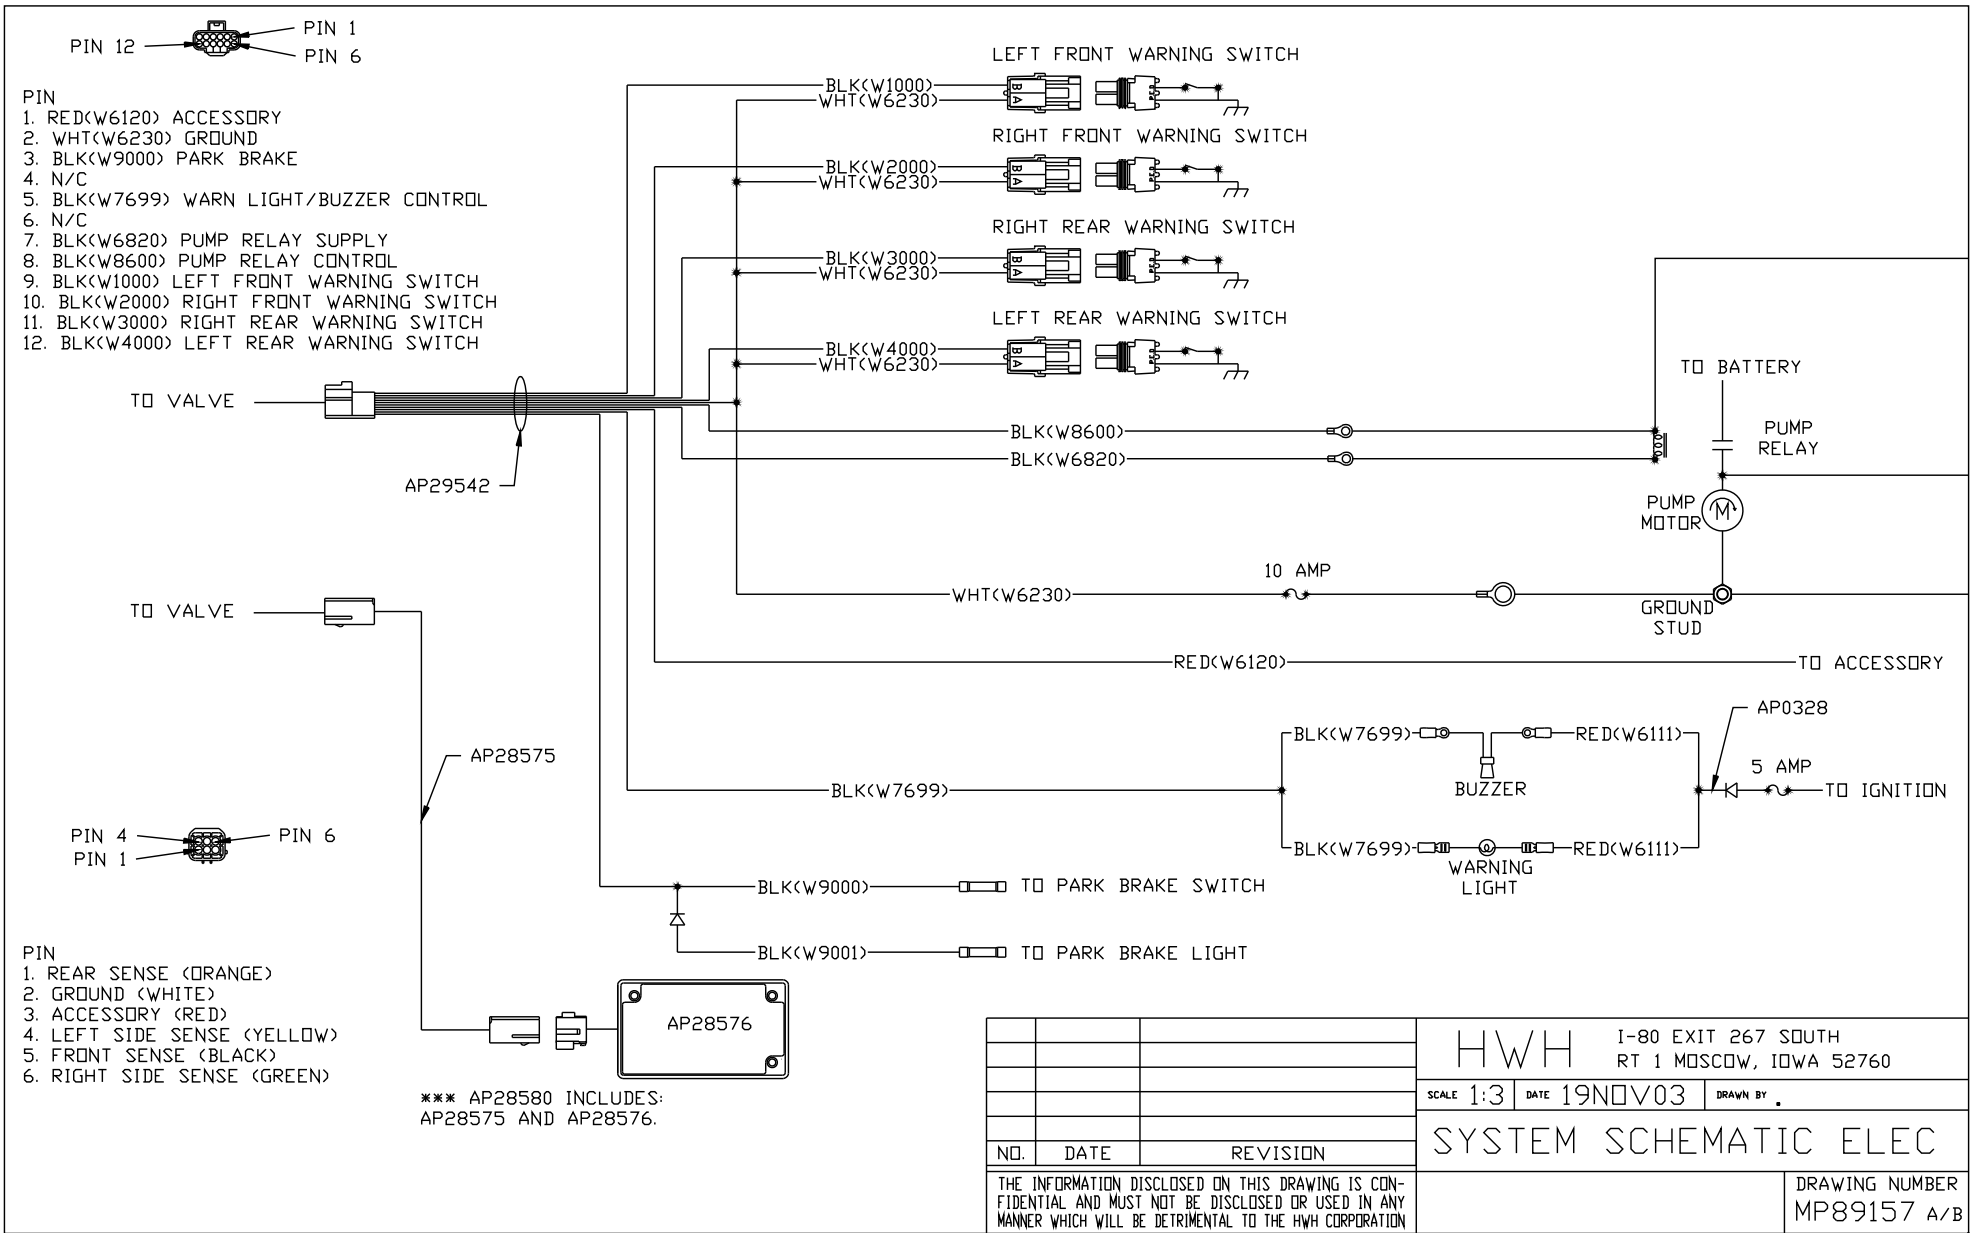 PIN 1
PIN 12
PIN 6
PIN
1. RED(W6120) ACCESSORY
2. WHT(W6230) GROUND
3. BLK(W9000) PARK BRAKE
4. N/C
5. BLK(W7699) WARN LIGHT/BUZZER CONTROL
6. N/C
7. BLK(W6820) PUMP RELAY SUPPLY
8. BLK(W8600) PUMP RELAY CONTROL
9. BLK(W1000) LEFT FRONT WARNING SWITCH
10. BLK(W2000) RIGHT FRONT WARNING SWITCH
11. BLK(W3000) RIGHT REAR WARNING SWITCH
12. BLK(W4000) LEFT REAR WARNING SWITCH
TO VALVE
AP29542
LEFT FRONT WARNING SWITCH
BLK(W1000)
WHT(W6230)
B
A
RIGHT FRONT WARNING SWITCH
BLK(W2000)
WHT(W6230)
B
A
RIGHT REAR WARNING SWITCH
BLK(W3000)
WHT(W6230)
B
A
LEFT REAR WARNING SWITCH
BLK(W4000)
WHT(W6230)
B
A
BLK(W8600)
BLK(W6820)
TO BATTERY
PUMP
RELAY
PUMP
MOTOR
M
10 AMP
WHT(W6230)
GROUND
STUD
RED(W6120)
TO ACCESSORY
TO VALVE
AP28575
PIN 4
PIN 6
PIN 1
AP0328
BLK(W7699)
RED(W6111)
BUZZER
5 AMP
BLK(W7699)
TO IGNITION
BLK(W7699)
RED(W6111)
WARNING
LIGHT
BLK(W9000)
TO PARK BRAKE SWITCH
BLK(W9001)
TO PARK BRAKE LIGHT
PIN
1. REAR SENSE (ORANGE)
2. GROUND (WHITE)
3. ACCESSORY (RED)
4. LEFT SIDE SENSE (YELLOW)
5. FRONT SENSE (BLACK)
6. RIGHT SIDE SENSE (GREEN)
AP28576
*** AP28580 INCLUDES:
AP28575 AND AP28576.
NO. DATE REVISION
THE INFORMATION DISCLOSED ON THIS DRAWING IS CON-
FIDENTIAL AND MUST NOT BE DISCLOSED OR USED IN ANY
MANNER WHICH WILL BE DETRIMENTAL TO THE HWH CORPORATION
HWH
I-80 EXIT 267 SOUTH
RT 1 MOSCOW, IOWA 52760
SCALE 1:3 DATE 19NOV03 DRAWN BY .
SYSTEM SCHEMATIC ELEC
DRAWING NUMBER
MP89157 A/B